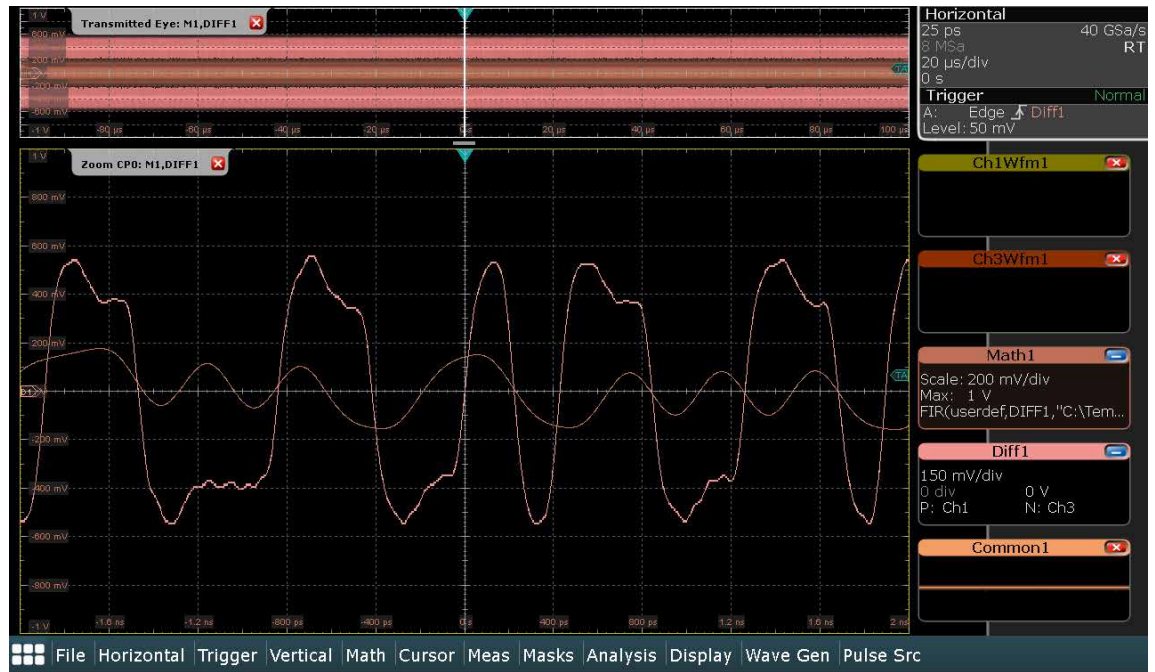 1 V
Transmitted Eye: M1,DIFF1
600 mV
200 mV
-200 mV
-600 mV
-1 V
-80 µs
-60 µs
-40 µs
-20 µs
0 s
20 µs
40 µs
60 µs
80 µs
100 µs
TA
Horizontal
25 ps 40 GSa/s
8 MSa RT
20 µs/div
0 s
Trigger Normal
A: Edge Diff1
Level: 50 mV
1 V
Zoom CP0: M1,DIFF1
800 mV
600 mV
400 mV
200 mV
TA
-200 mV
-400 mV
-600 mV
-800 mV
-1 V
-1.6 ns
-1.2 ns
-800 ps
-400 ps
0 s
400 ps
800 ps
1.2 ns
1.6 ns
2 ns
Ch1Wfm1
Ch3Wfm1
Math1
Scale: 200 mV/div
Max: 1 V
FIR(userdef,DIFF1,"C:\Tem...
Diff1
150 mV/div
0 div 0 V
P: Ch1 N: Ch3
Common1
File Horizontal Trigger Vertical Math Cursor Meas Masks Analysis Display Wave Gen Pulse Src